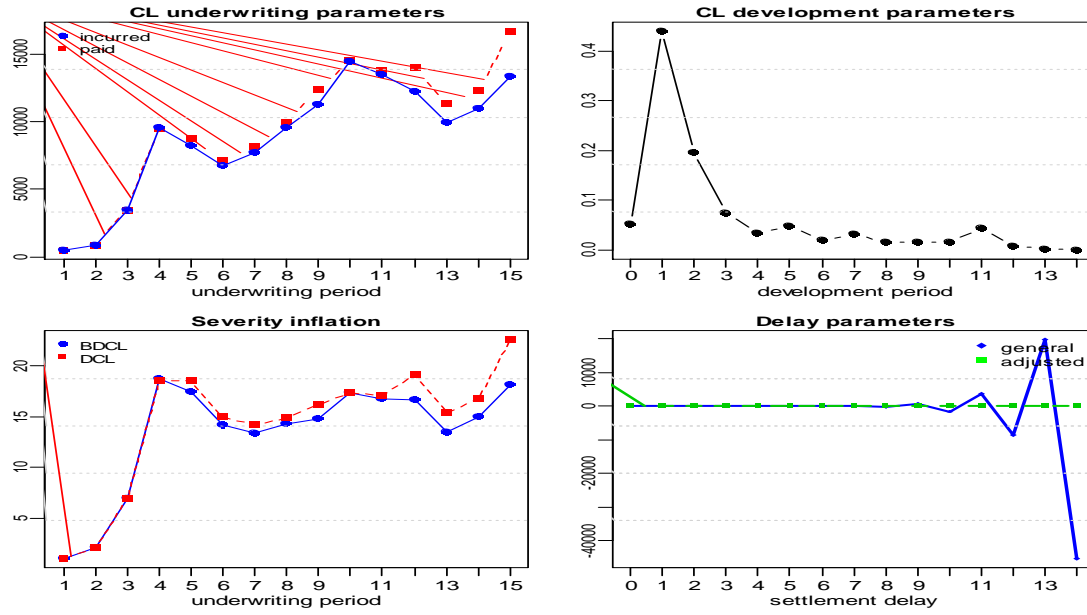 CL underwriting parameters
incurred
paid
15000
10000
5000
0
1 2 3 4 5 6 7 8 9 10 11 13 15
underwriting period
CL development parameters
0.4
0.3
0.2
0.1
0.0
0 1 2 3 4 5 6 7 8 9 11 13
development period
Severity inflation
BDCL
DCL
20
15
10
5
1 2 3 4 5 6 7 8 9 10 11 13 15
underwriting period
Delay parameters
general
adjusted
10000
0
-20000
-40000
0 1 2 3 4 5 6 7 8 9 11 13
settlement delay